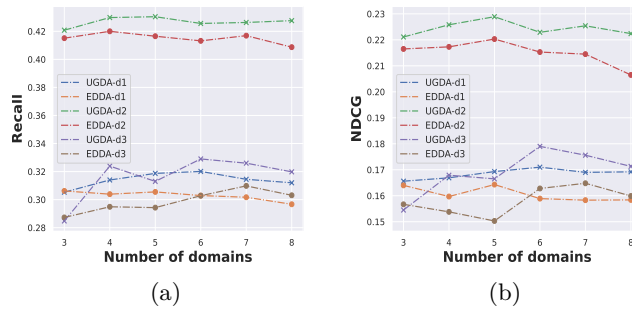 0.42
0.40
0.38
0.36
0.34
0.32
0.30
0.28
Recall
UGDA-d1
EDDA-d1
UGDA-d2
EDDA-d2
UGDA-d3
EDDA-d3
3 4 5 6 7 8
Number of domains
(a)
0.23
0.22
0.21
0.20
0.19
0.18
0.17
0.16
0.15
NDCG
UGDA-d1
EDDA-d1
UGDA-d2
EDDA-d2
UGDA-d3
EDDA-d3
3 4 5 6 7 8
Number of domains
(b)